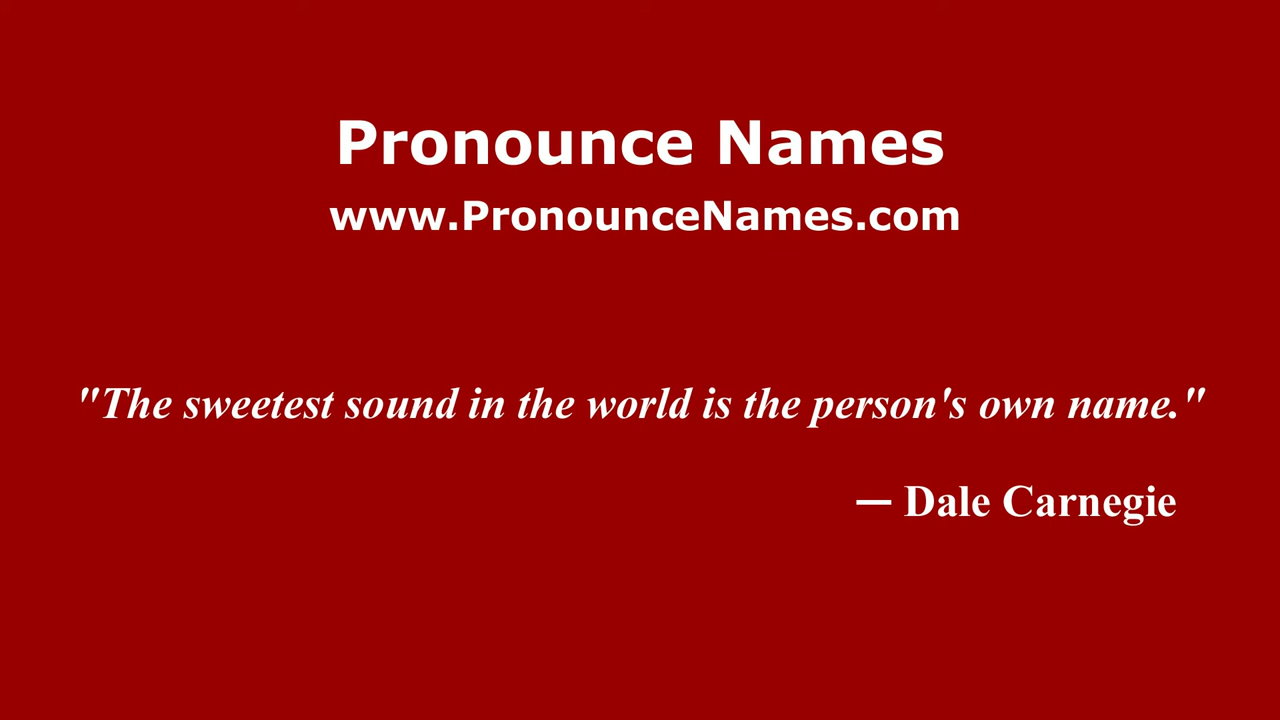 Pronounce Names
www.PronounceNames.com
"The sweetest sound in the world is the person's own name."
— Dale Carnegie